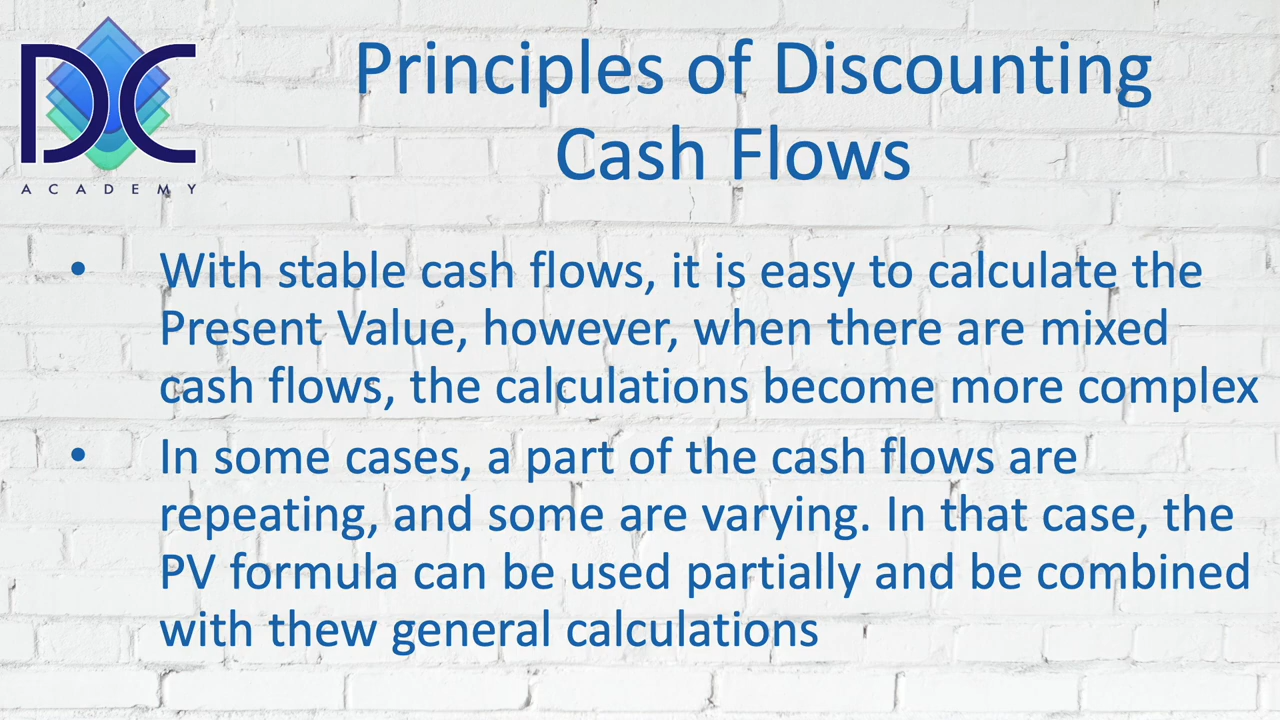 DC
ACADEMY
Principles of Discounting
Cash Flows
• With stable cash flows, it is easy to calculate the
Present Value, however, when there are mixed
cash flows, the calculations become more complex
• In some cases, a part of the cash flows are
repeating, and some are varying. In that case, the
PV formula can be used partially and be combined
with thew general calculations